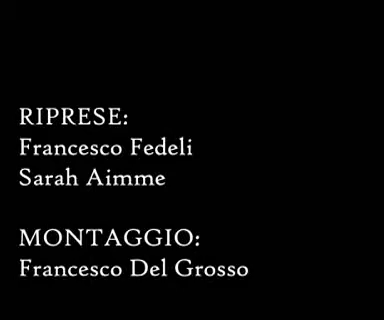 RIPRESE:
Francesco Fedeli
Sarah Aimme
MONTAGGIO:
Francesco Del Grosso